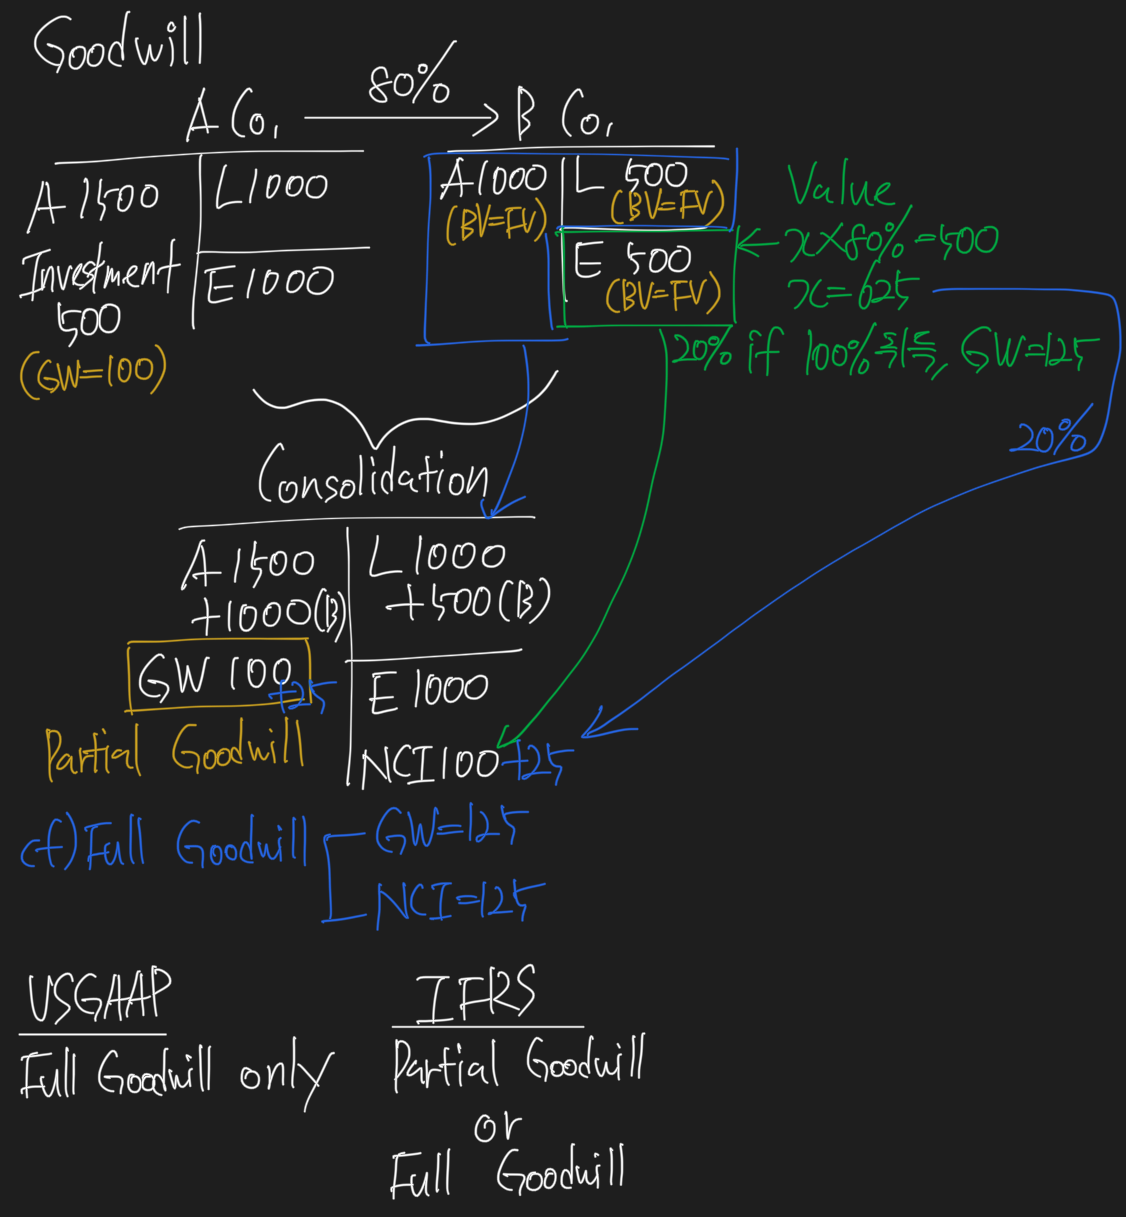 Goodwill
80%
A Co. B Co.
A 1500 L 1000
Investment
500
E 1000
(GW=100)
A 1000 L 500
(BV=FV) (BV=FV)
E 500
(BV=FV)
Value
x×80%=500
x=625
20% if 100% 취득, GW=125
20%
Consolidation
A 1500 L 1000
+1000(B) +500(B)
GW 100 +25
E 1000
NCI 100 +25
Partial Goodwill
cf) Full Goodwill
GW=125
NCI=125
USGAAP
Full Goodwill only
IFRS
Partial Goodwill
or
Full Goodwill